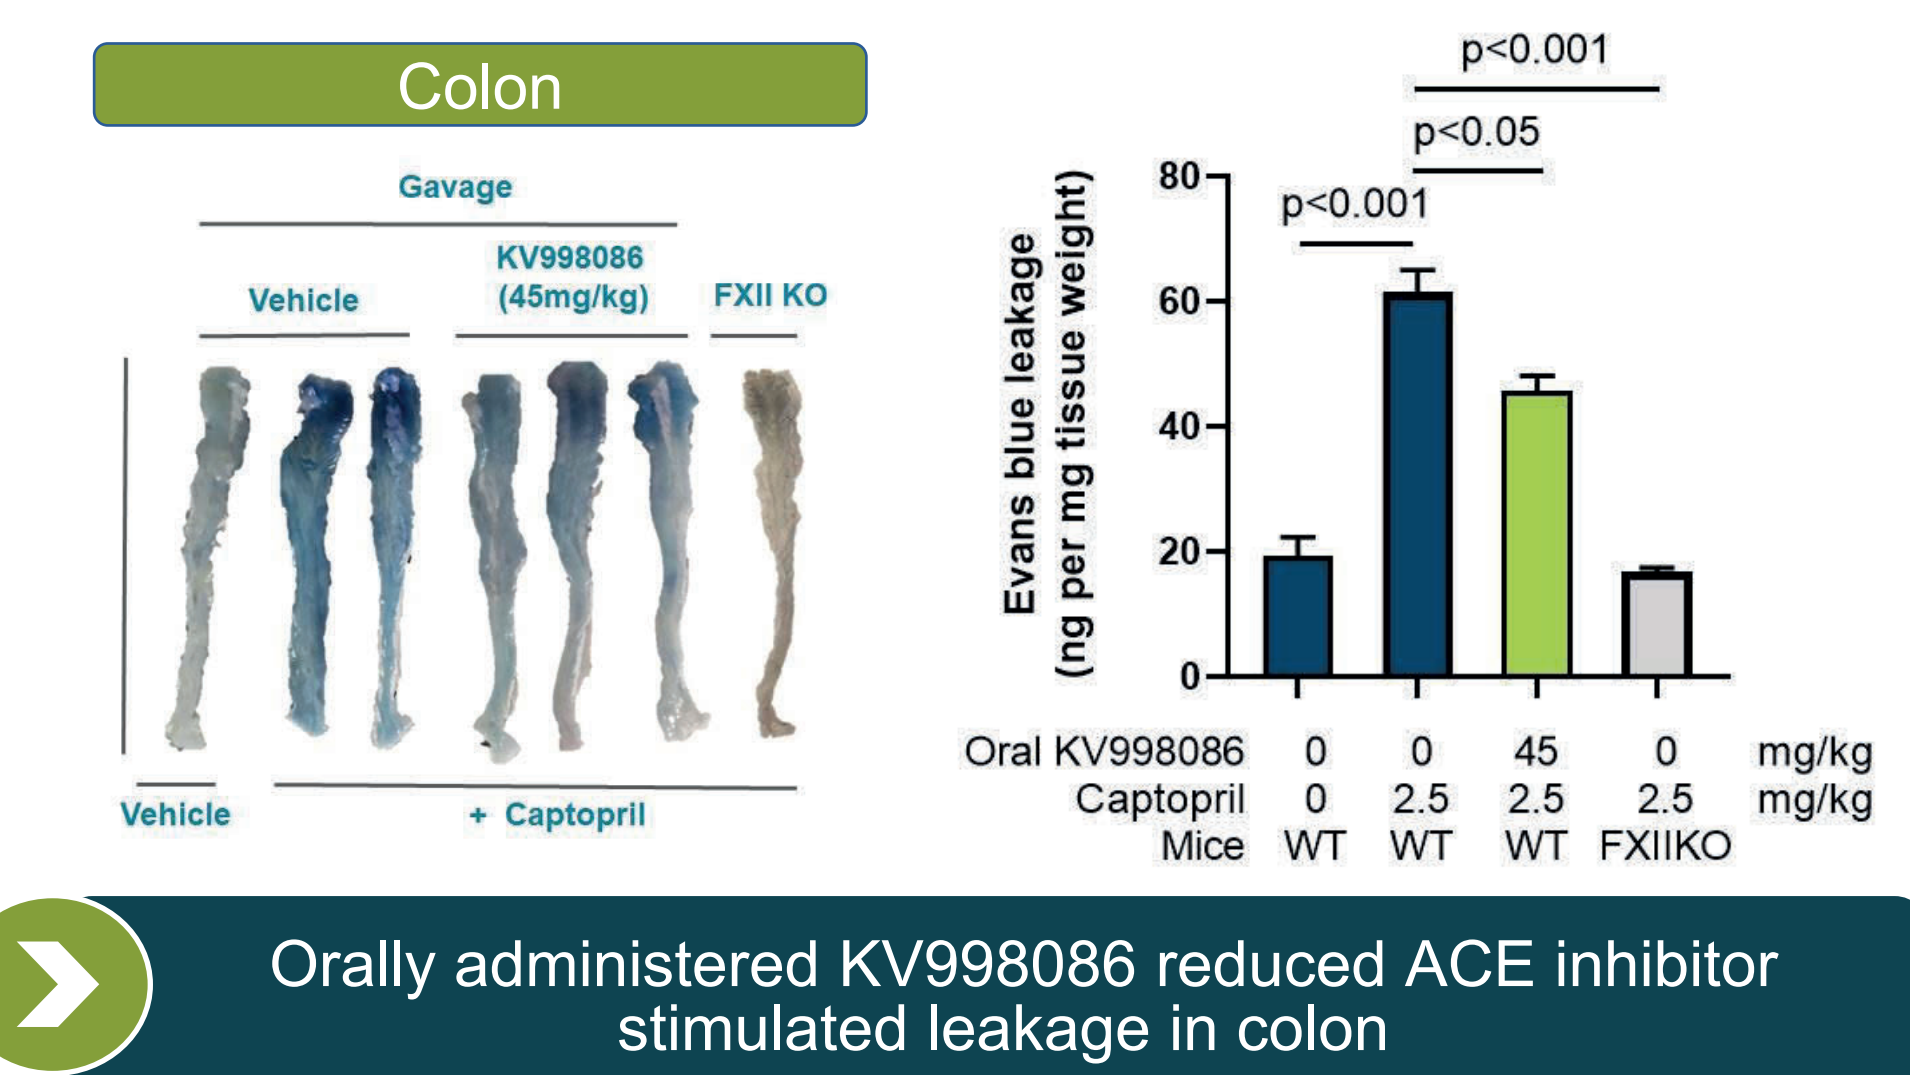 Colon
Gavage
Vehicle
KV998086
(45mg/kg)
FXII KO
Vehicle
+ Captopril
p<0.001
p<0.05
p<0.001
Evans blue leakage
(ng per mg tissue weight)
80
60
40
20
0
Oral KV998086 0 0 45 0 mg/kg
Captopril 0 2.5 2.5 2.5 mg/kg
Mice WT WT WT FXIIKO
Orally administered KV998086 reduced ACE inhibitor
stimulated leakage in colon